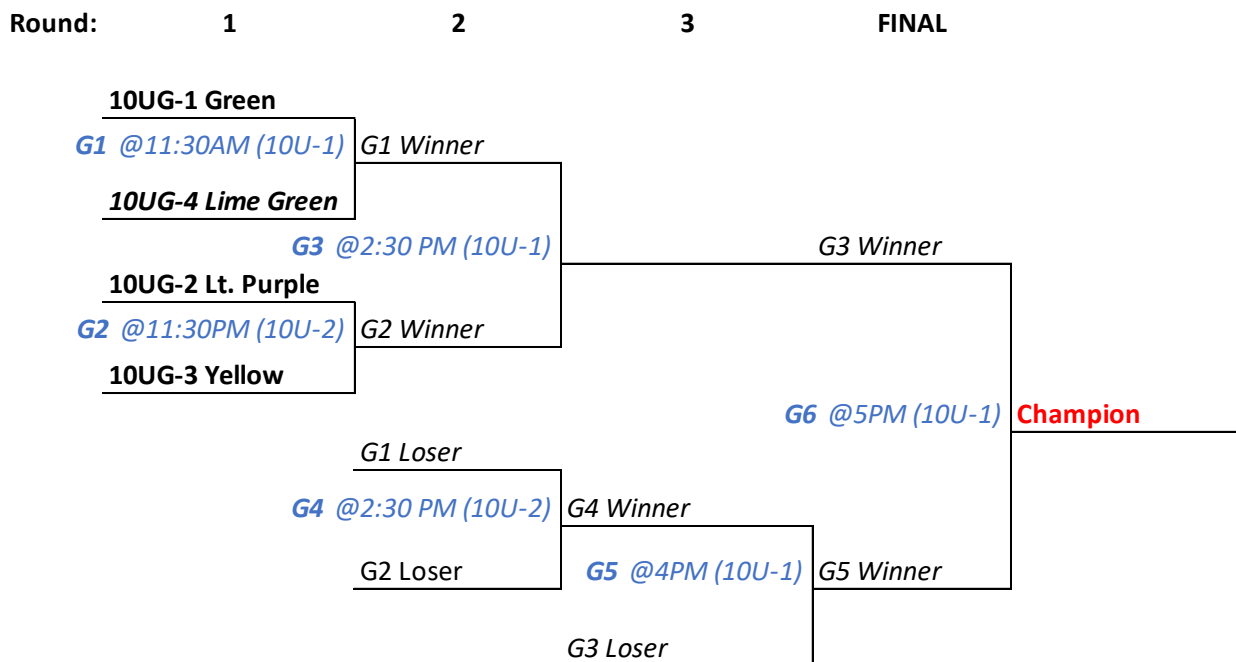 Round: 1 2 3 FINAL
10UG-1 Green
G1 @11:30AM (10U-1) G1 Winner
10UG-4 Lime Green
G3 @2:30 PM (10U-1) G3 Winner
10UG-2 Lt. Purple
G2 @11:30PM (10U-2) G2 Winner
10UG-3 Yellow
G6 @5PM (10U-1) Champion
G1 Loser
G4 @2:30 PM (10U-2) G4 Winner
G2 Loser G5 @4PM (10U-1) G5 Winner
G3 Loser